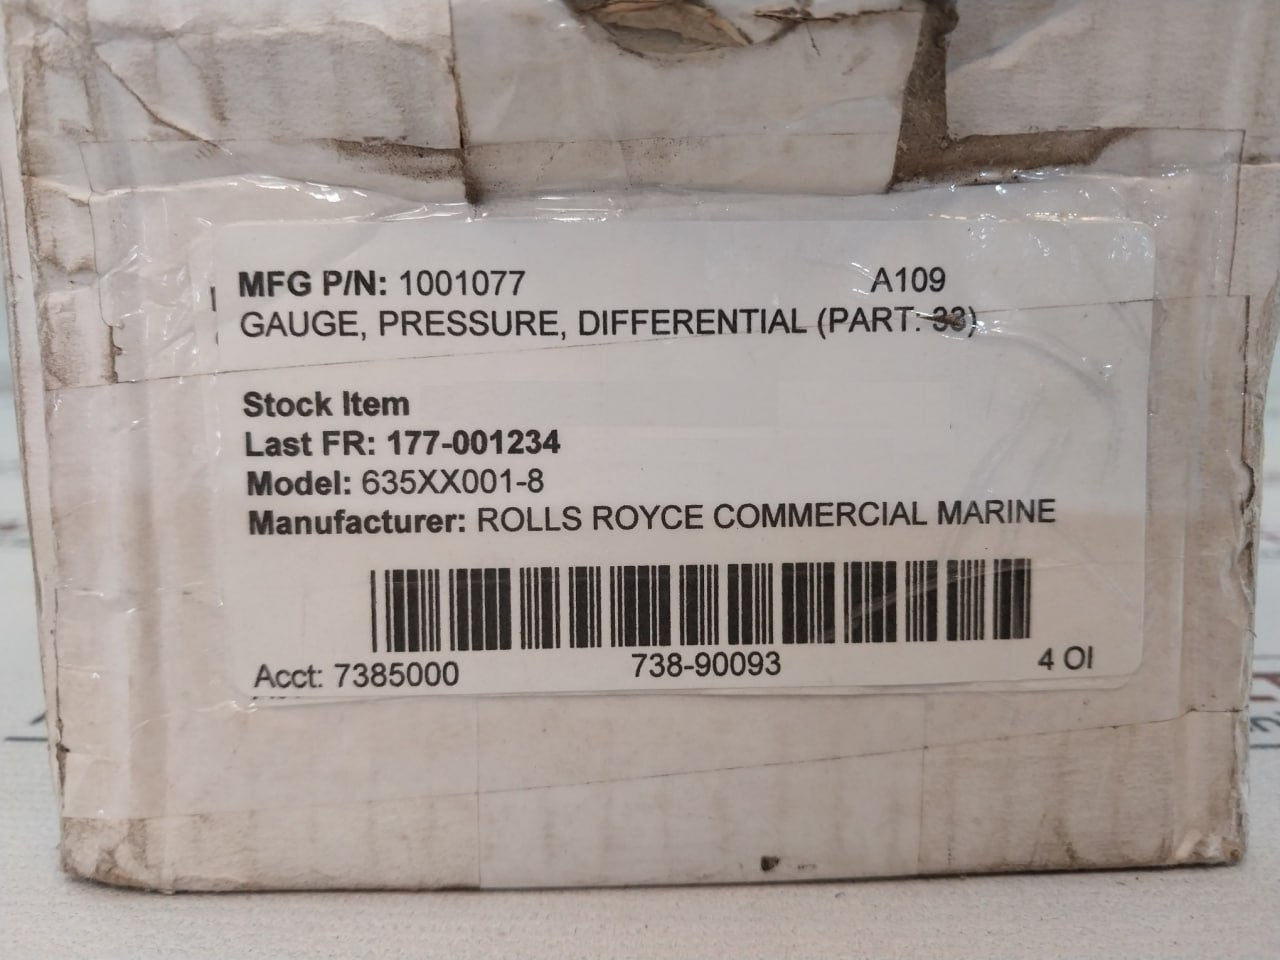 MFG P/N: 1001077 A109
GAUGE, PRESSURE, DIFFERENTIAL (PART: 33)
Stock Item
Last FR: 177-001234
Model: 635XX001-8
Manufacturer: ROLLS ROYCE COMMERCIAL MARINE
738-90093
Acct: 7385000 4 OI